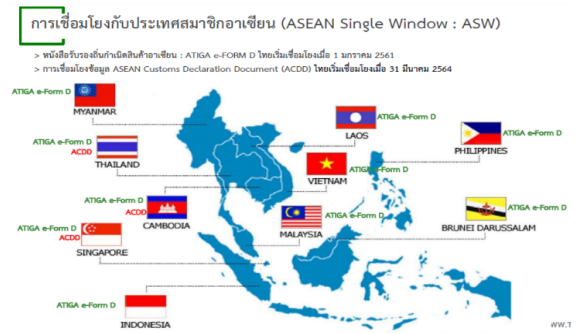 การเชื่อมโยงกับประเทศสมาชิกอาเซียน (ASEAN Single Window : ASW)
> หนังสือรับรองถิ่นกำเนิดสินค้าอาเซียน : ATIGA e-FORM D ไทยเริ่มเชื่อมโยงเมื่อ 1 มกราคม 2561
> การเชื่อมโยงข้อมูล ASEAN Customs Declaration Document (ACDD) ไทยเริ่มเชื่อมโยงเมื่อ 31 มีนาคม 2564
ATIGA e-Form D
MYANMAR
ATIGA e-Form D
LAOS
ATIGA e-Form D
PHILIPPINES
ATIGA e-Form D
ACDD
THAILAND
ATIGA e-Form D
VIETNAM
ATIGA e-Form D
ACDD
CAMBODIA
ATIGA e-Form D
MALAYSIA
ATIGA e-Form D
BRUNEI DARUSSALAM
ATIGA e-Form D
ACDD
SINGAPORE
ATIGA e-Form D
INDONESIA